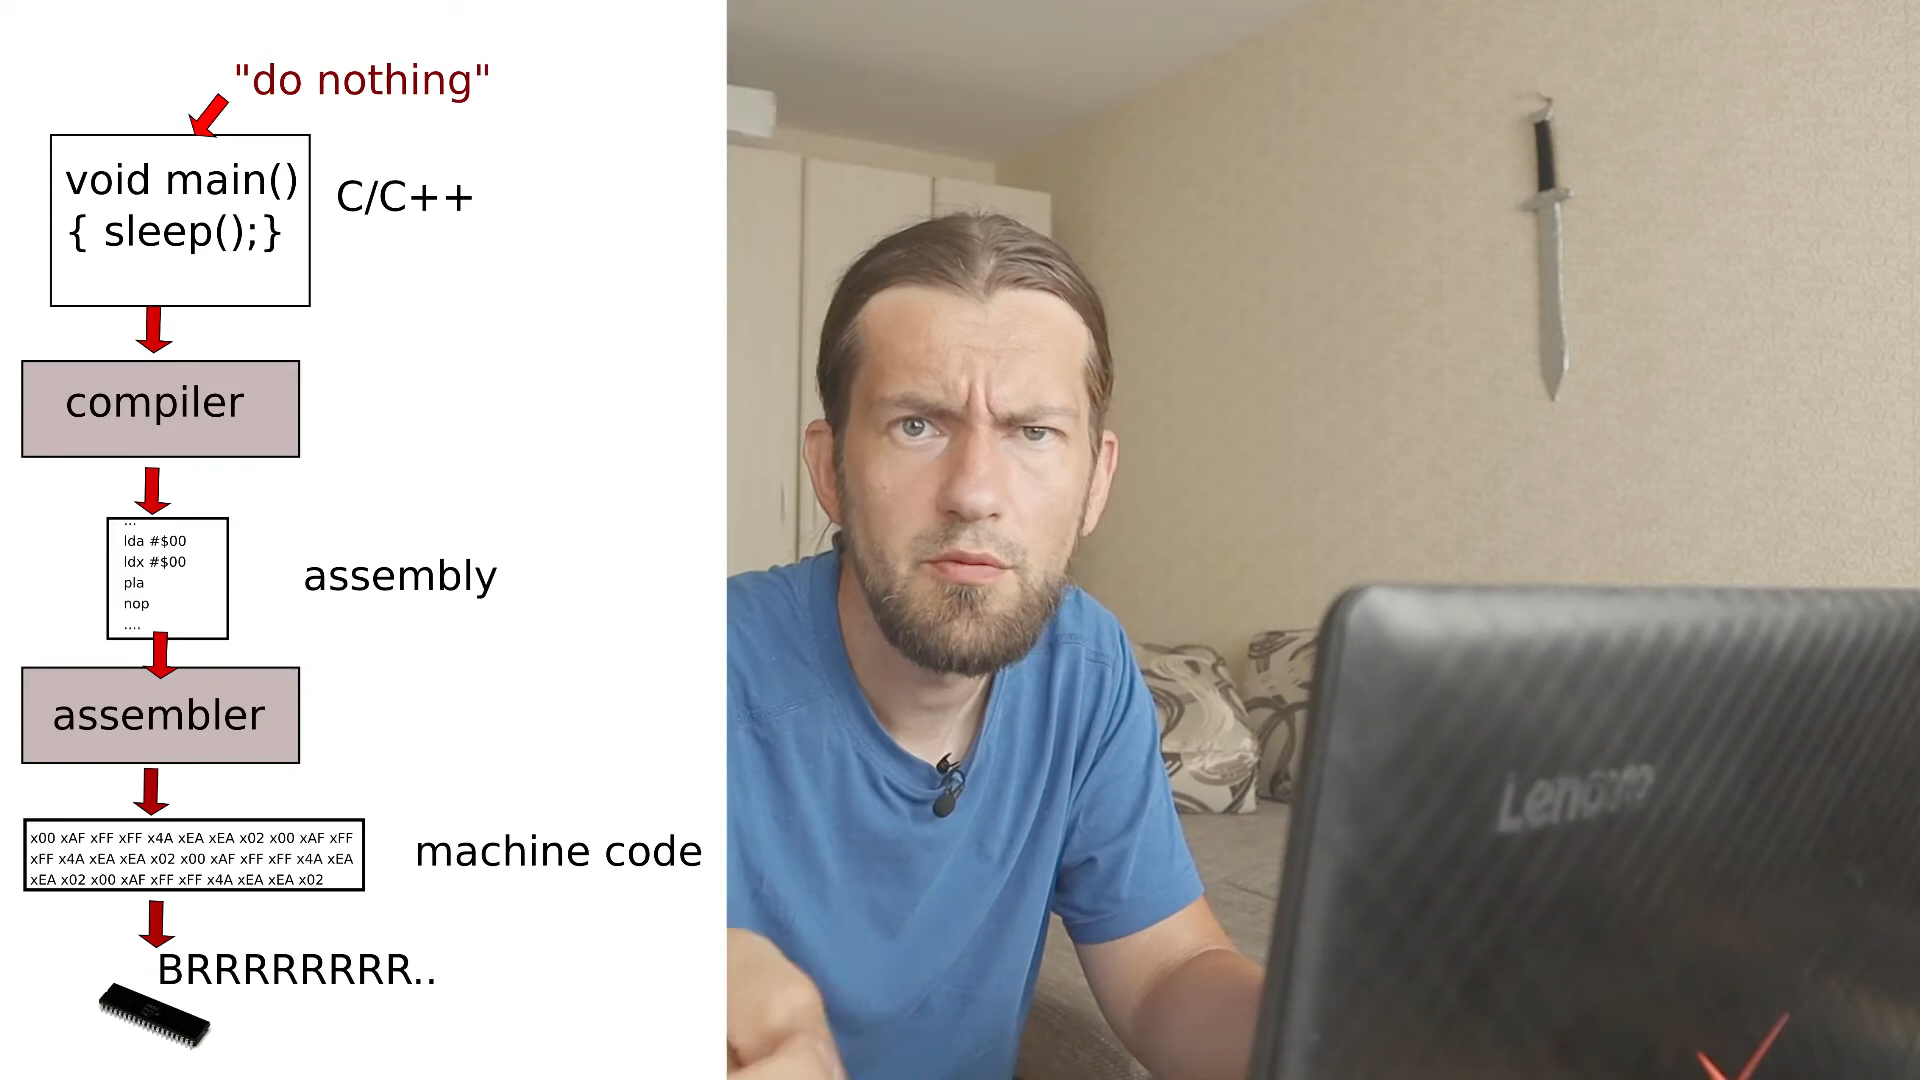 "do nothing"
void main()
{ sleep();}
C/C++
compiler
...
lda #$00
ldx #$00
pla
nop
....
assembly
assembler
x00 xAF xFF xFF x4A xEA xEA x02 x00 xAF xFF
xFF x4A xEA xEA x02 x00 xAF xFF xFF x4A xEA
xEA x02 x00 xAF xFF xFF x4A xEA xEA x02
machine code
BRRRRRRRR..
Lenovo